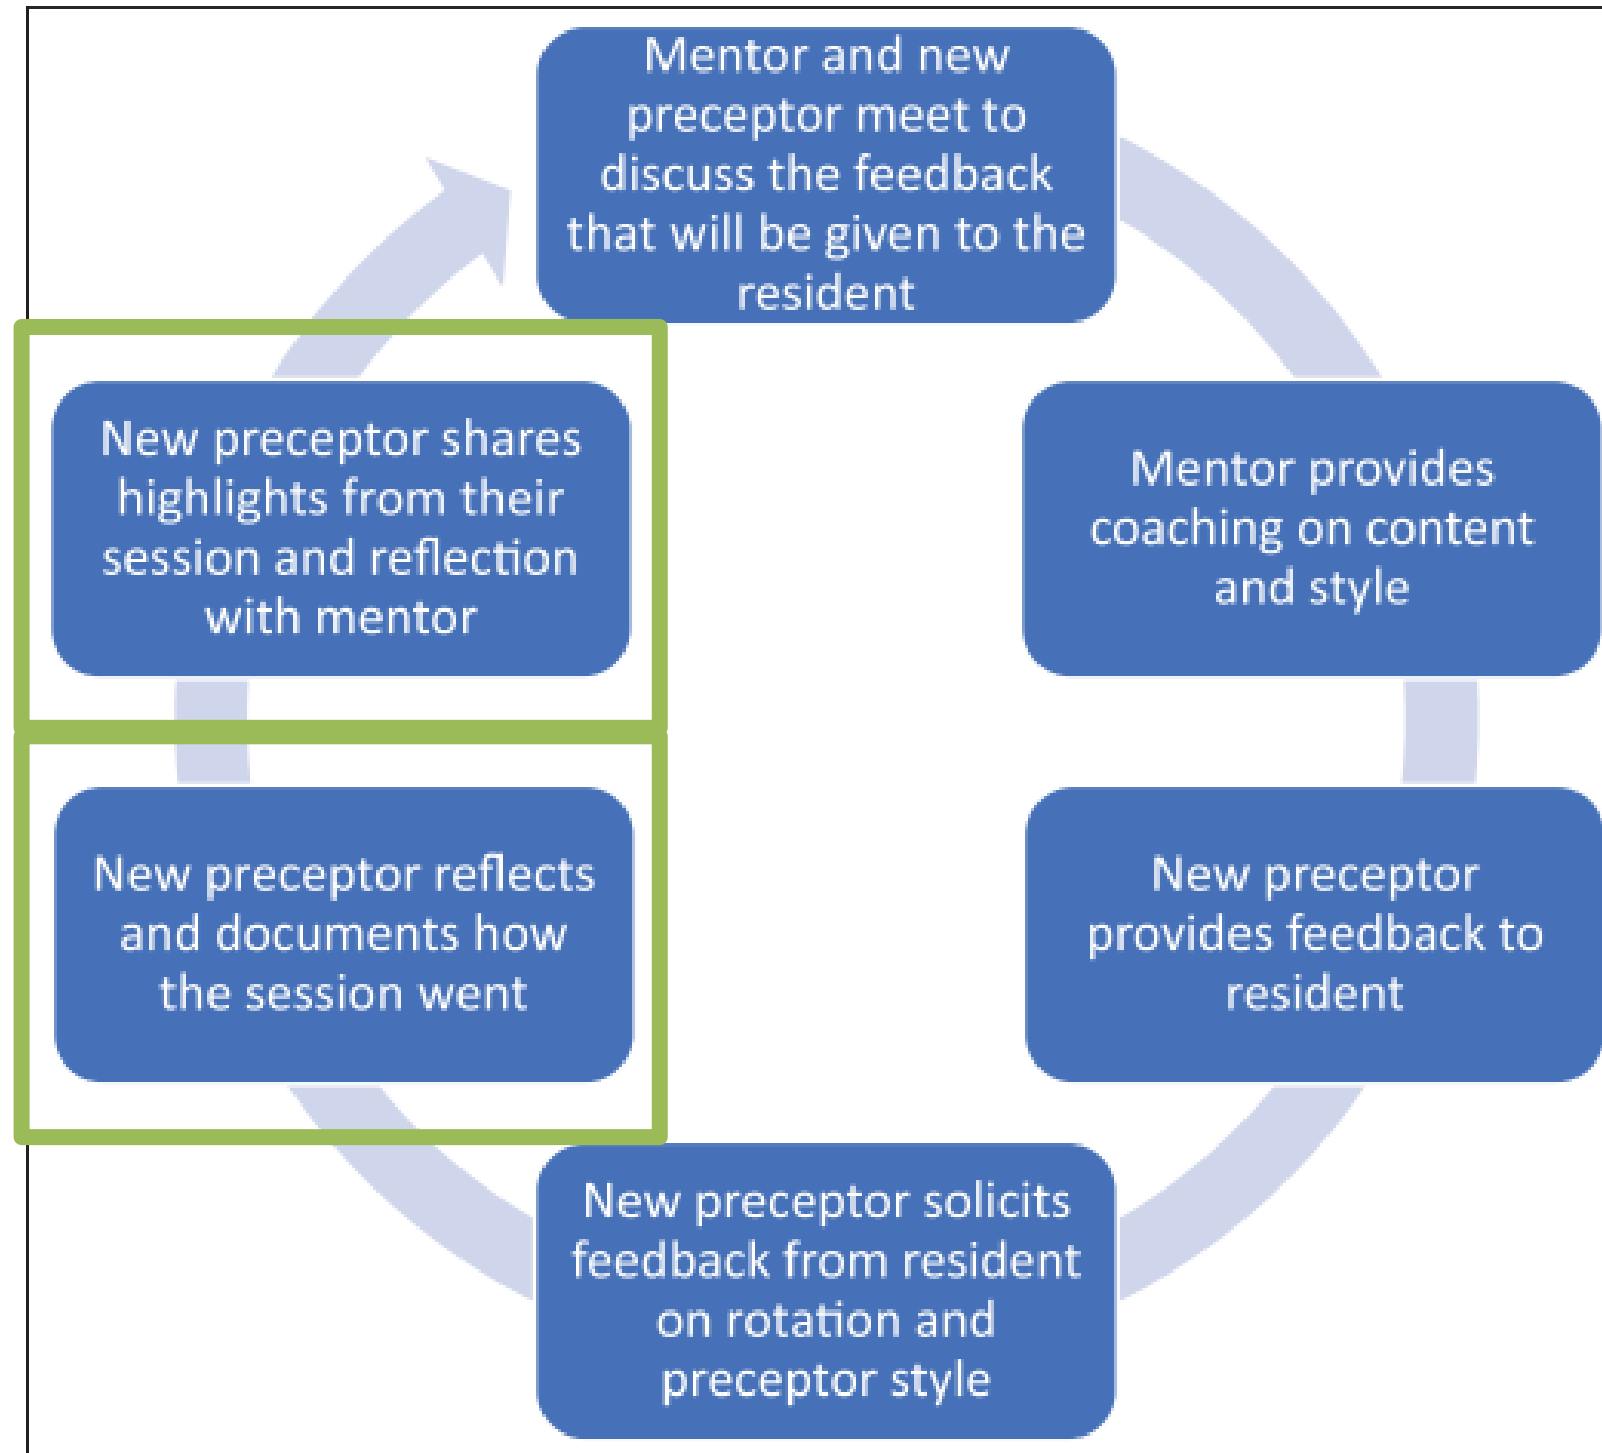 Mentor and new
preceptor meet to
discuss the feedback
that will be given to the
resident
Mentor provides
coaching on content
and style
New preceptor
provides feedback to
resident
New preceptor solicits
feedback from resident
on rotation and
preceptor style
New preceptor reflects
and documents how
the session went
New preceptor shares
highlights from their
session and reflection
with mentor